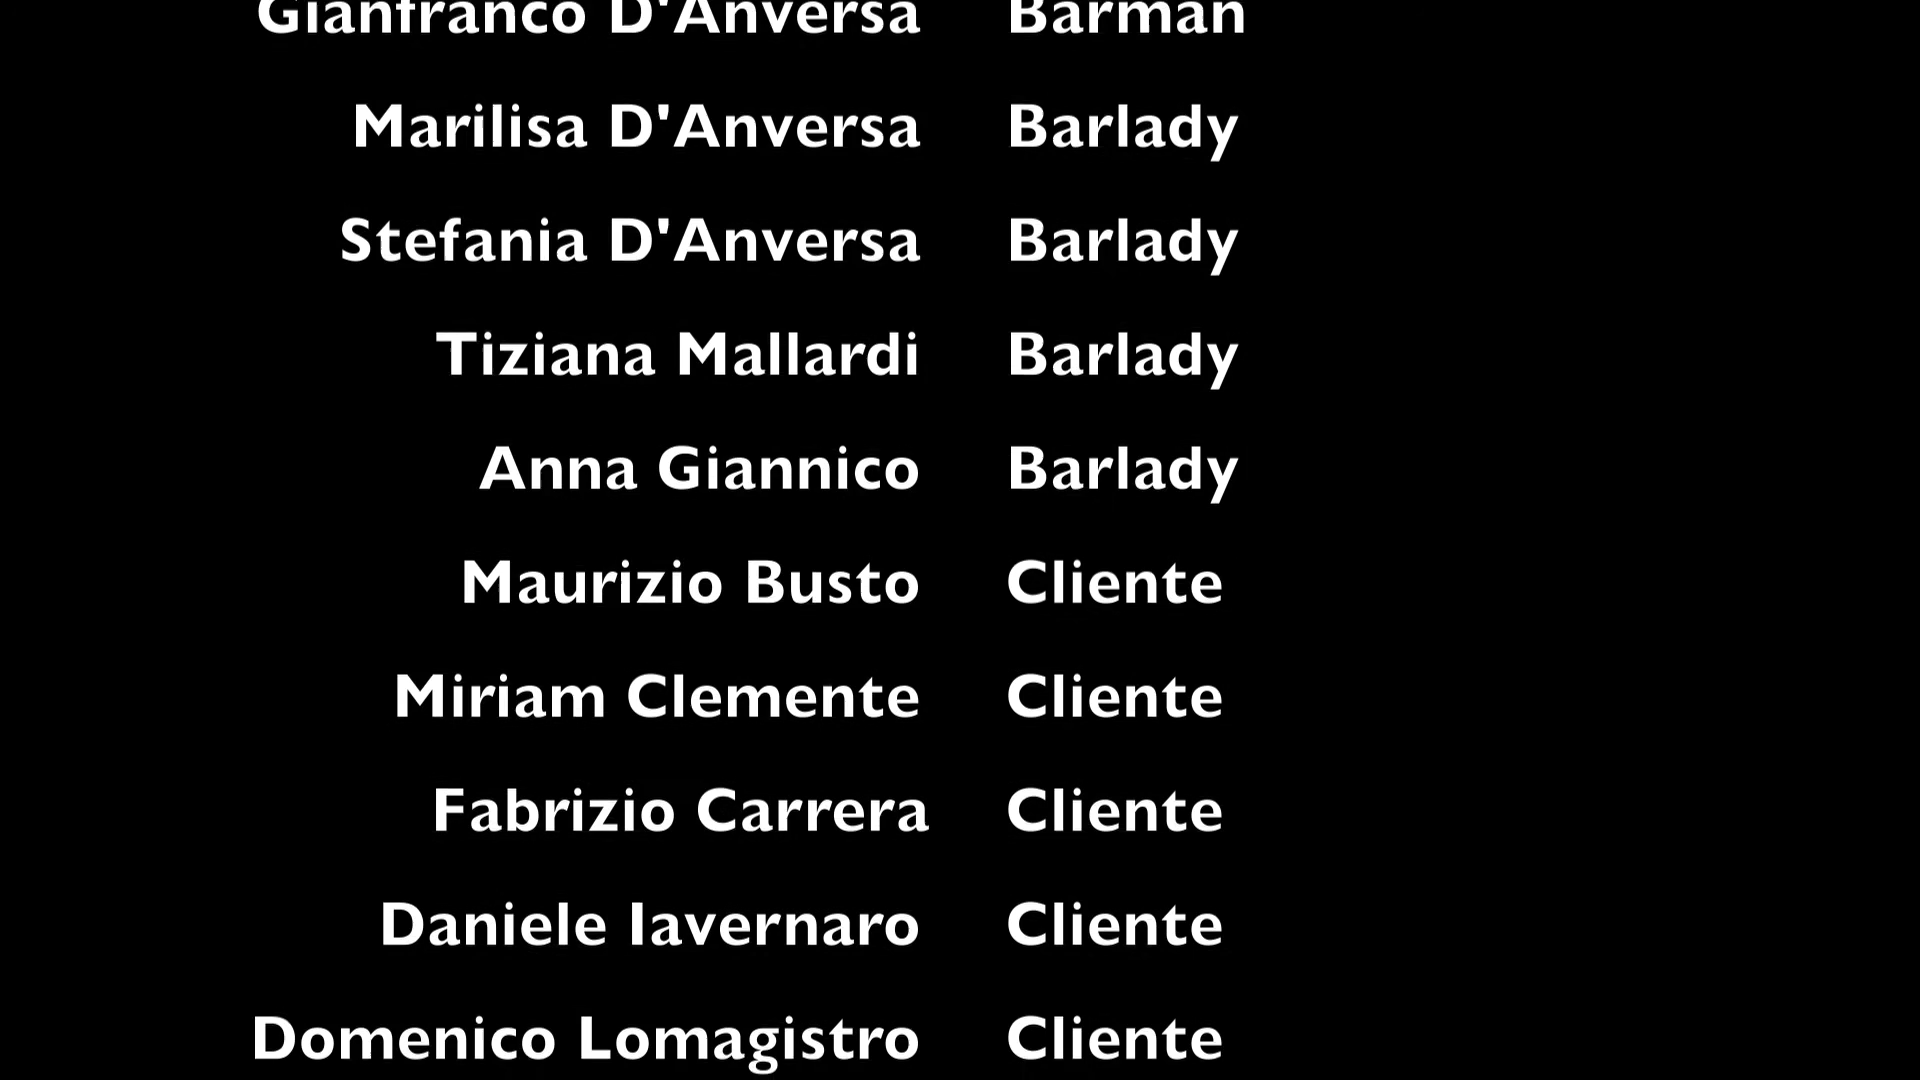 Gianfranco D'Anversa Barman
Marilisa D'Anversa Barlady
Stefania D'Anversa Barlady
Tiziana Mallardi Barlady
Anna Giannico Barlady
Maurizio Busto Cliente
Miriam Clemente Cliente
Fabrizio Carrera Cliente
Daniele Iavernaro Cliente
Domenico Lomagistro Cliente